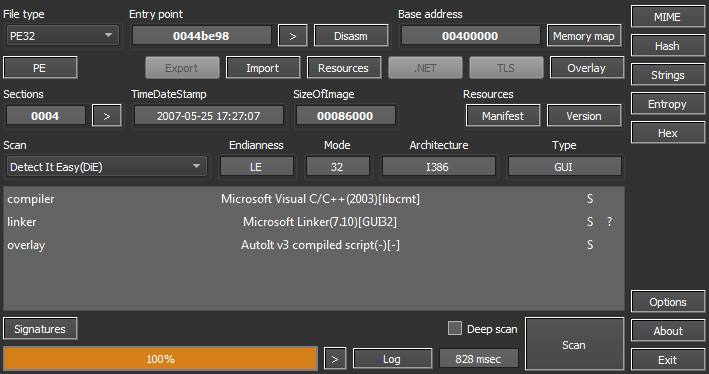 File type Entry point Base address MIME
PE32 0044be98 > Disasm 00400000 Memory map Hash
PE Export Import Resources .NET TLS Overlay Strings
Sections TimeDateStamp SizeOfImage Resources Entropy
0004 > 2007-05-25 17:27:07 00086000 Manifest Version Hex
Scan Endianness Mode Architecture Type
Detect It Easy(DiE) LE 32 I386 GUI
compiler Microsoft Visual C/C++(2003)[libcmt] S
linker Microsoft Linker(7.10)[GUI32] S ?
overlay AutoIt v3 compiled script(-)[-] S
Options
Signatures Deep scan Scan About
100% > Log 828 msec Exit